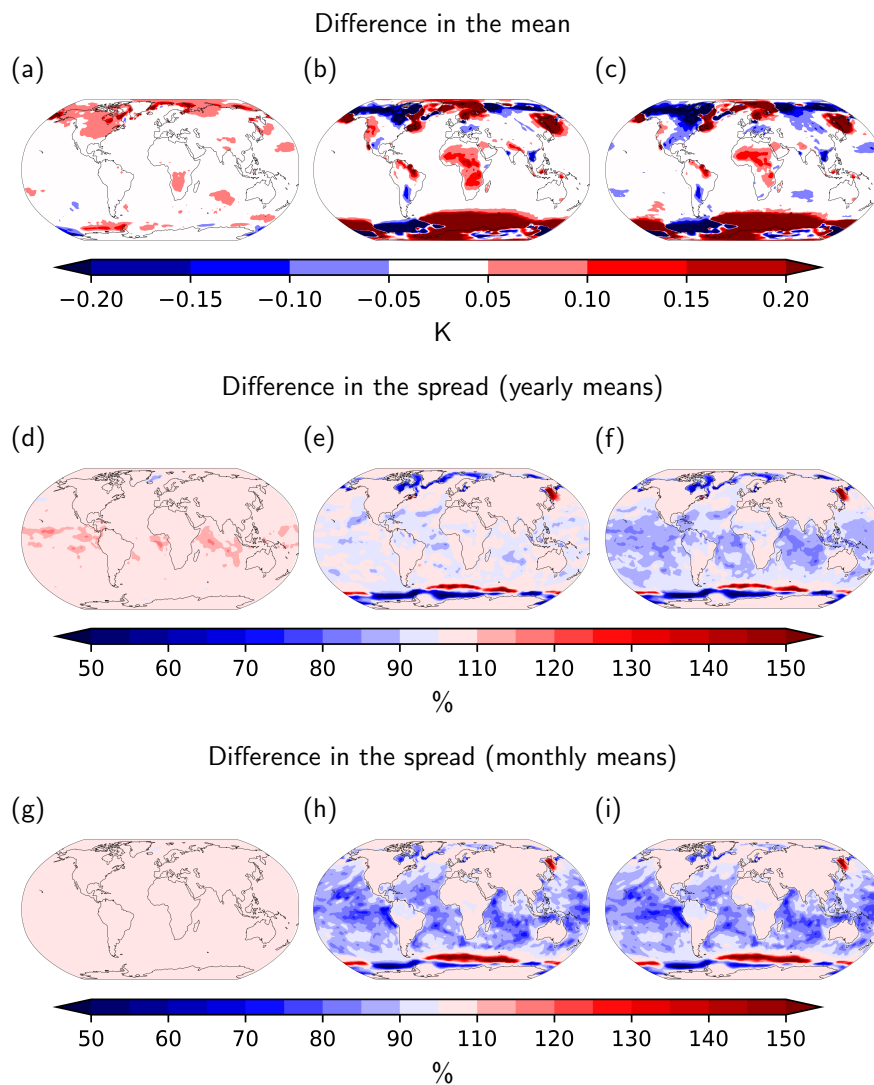 Difference in the mean
(a) (b) (c)
−0.20 −0.15 −0.10 −0.05 0.05 0.10 0.15 0.20
K
Difference in the spread (yearly means)
(d) (e) (f)
50 60 70 80 90 110 120 130 140 150
%
Difference in the spread (monthly means)
(g) (h) (i)
50 60 70 80 90 110 120 130 140 150
%